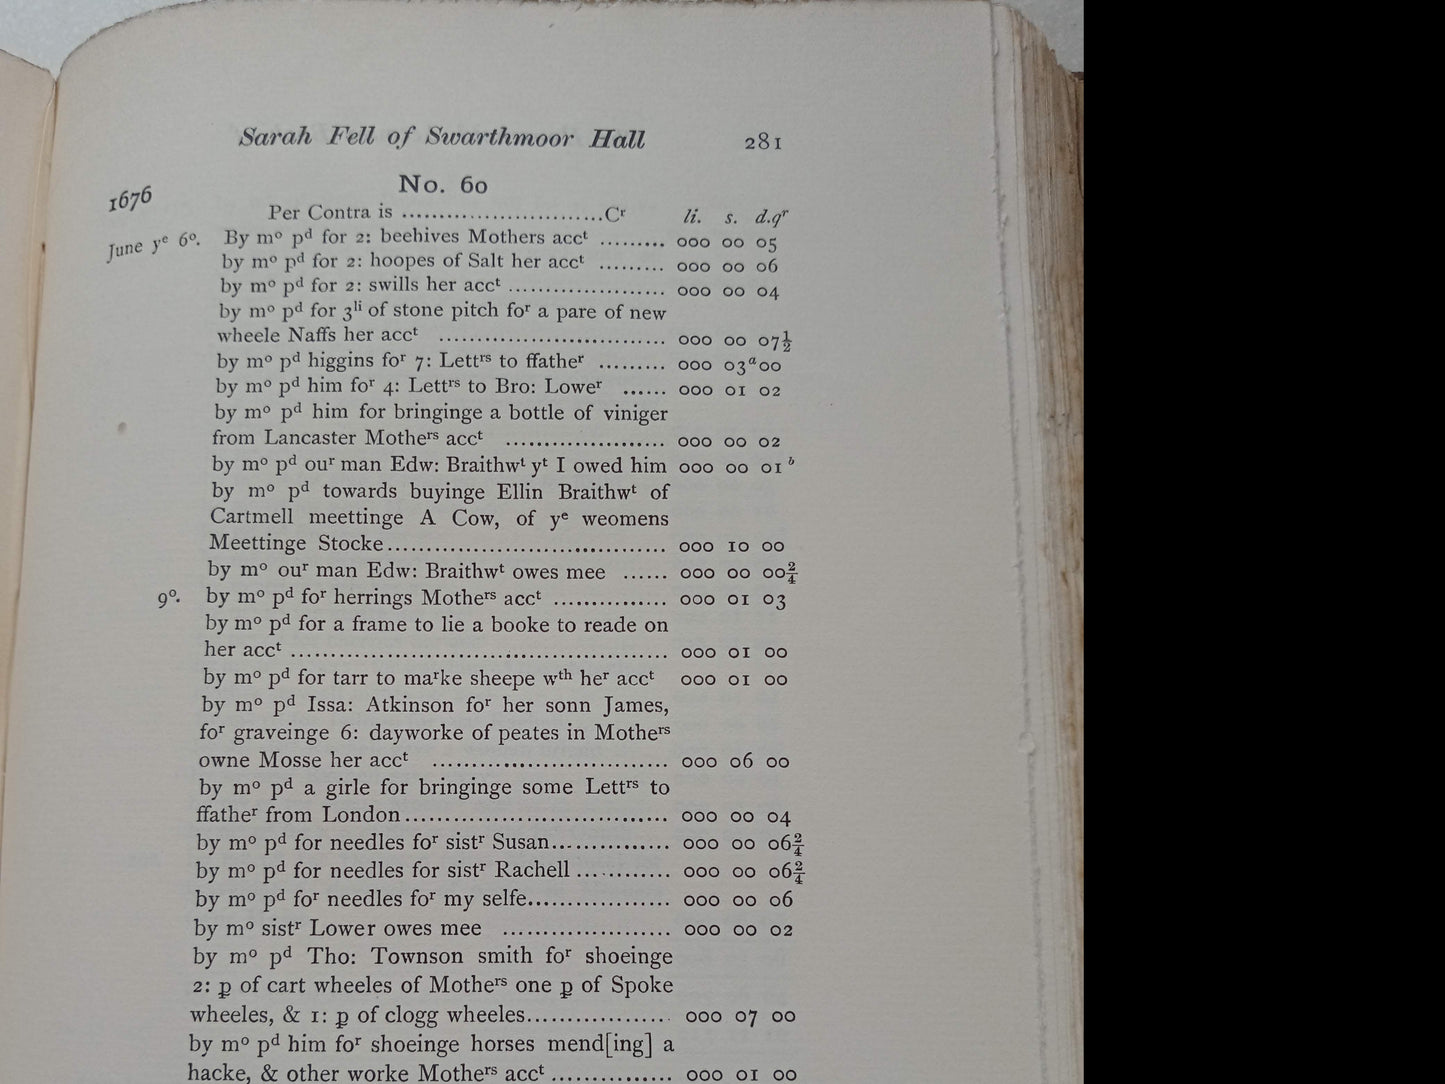 Sarah Fell of Swarthmoor Hall 281
No. 60
1676
Per Contra is ...........................Cʳ li. s. d.qʳ
June yᵉ 6º. By mº pᵈ for 2: beehives Mothers accᵗ ......... 000 00 05
by mº pᵈ for 2: hoopes of Salt her accᵗ ......... 000 00 06
by mº pᵈ for 2: swills her accᵗ ..................... 000 00 04
by mº pᵈ for 3ˡⁱ of stone pitch foʳ a pare of new
wheele Naffs her accᵗ .............................. 000 00 07½
by mº pᵈ higgins foʳ 7: Lettʳˢ to ffatheʳ ......... 000 03ᵃ00
by mº pᵈ him foʳ 4: Lettʳˢ to Bro: Loweʳ ...... 000 01 02
by mº pᵈ him for bringinge a bottle of viniger
from Lancaster Motheʳˢ accᵗ ..................... 000 00 02
by mº pᵈ ouʳ man Edw: Braithwᵗ yᵗ I owed him 000 00 01ᵇ
by mº pᵈ towards buyinge Ellin Braithwᵗ of
Cartmell meettinge A Cow, of yᵉ weomens
Meettinge Stocke.................................... 000 10 00
by mº ouʳ man Edw: Braithwᵗ owes mee ...... 000 00 002/4
9º. by mº pᵈ foʳ herrings Motheʳˢ accᵗ ............... 000 01 03
by mº pᵈ for a frame to lie a booke to reade on
her accᵗ ................................................ 000 01 00
by mº pᵈ for tarr to maʳke sheepe wᵗʰ heʳ accᵗ 000 01 00
by mº pᵈ Issa: Atkinson foʳ her sonn James,
foʳ graveinge 6: dayworke of peates in Motheʳˢ
owne Mosse her accᵗ .............................. 000 06 00
by mº pᵈ a girle for bringinge some Lettʳˢ to
ffatheʳ from London.................................. 000 00 04
by mº pᵈ for needles foʳ sistʳ Susan............... 000 00 062/4
by mº pᵈ for needles for sistʳ Rachell ............ 000 00 062/4
by mº pᵈ foʳ needles foʳ my selfe.................. 000 00 06
by mº sistʳ Lower owes mee ..................... 000 00 02
by mº pᵈ Tho: Townson smith foʳ shoeinge
2: ꝑ of cart wheeles of Motheʳˢ one ꝑ of Spoke
wheeles, & 1: ꝑ of clogg wheeles.................. 000 07 00
by mº pᵈ him foʳ shoeinge horses mend[ing] a
hacke, & other worke Motheʳˢ accᵗ ............... 000 01 00